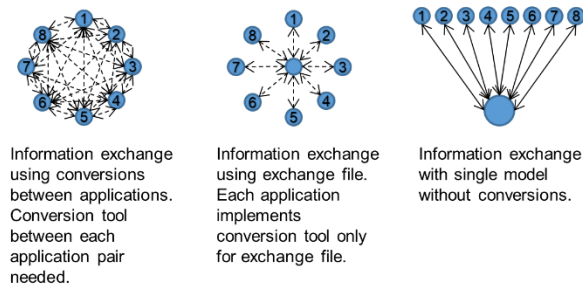 1
8 2
7 3
6 4
5
1
8 2
7 3
6 4
5
1 2 3 4 5 6 7 8
Information exchange
using conversions
between applications.
Conversion tool
between each
application pair
needed.
Information exchange
using exchange file.
Each application
implements
conversion tool only
for exchange file.
Information exchange
with single model
without conversions.